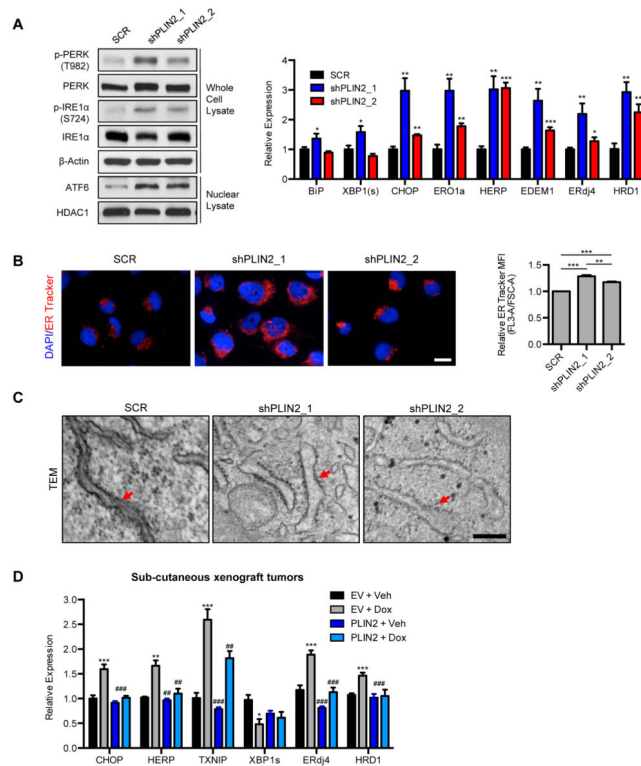 A
SCR
shPLIN2_1
shPLIN2_2
p-PERK
(T982)
PERK
p-IRE1α
(S724)
IRE1α
β-Actin
ATF6
HDAC1
Whole
Cell
Lysate
Nuclear
Lysate
SCR
shPLIN2_1
shPLIN2_2
Relative Expression
4
3
2
1
0
* * ** ** ** ** ** *** ** *** ** * ** **
BiP XBP1(s) CHOP ERO1a HERP EDEM1 ERdj4 HRD1
B
SCR shPLIN2_1 shPLIN2_2
DAPI/ER Tracker
Relative ER Tracker MFI
(FL3-A/FSC-A)
1.5
1.0
0.5
0.0
***
*** **
SCR
shPLIN2_1
shPLIN2_2
C
SCR shPLIN2_1 shPLIN2_2
TEM
D
Sub-cutaneous xenograft tumors
EV + Veh
EV + Dox
PLIN2 + Veh
PLIN2 + Dox
Relative Expression
3.0
2.5
2.0
1.5
1.0
0.5
0.0
*** ### ** ## ## *** ### ## * *** ### ### *** ###
CHOP HERP TXNIP XBP1s ERdj4 HRD1